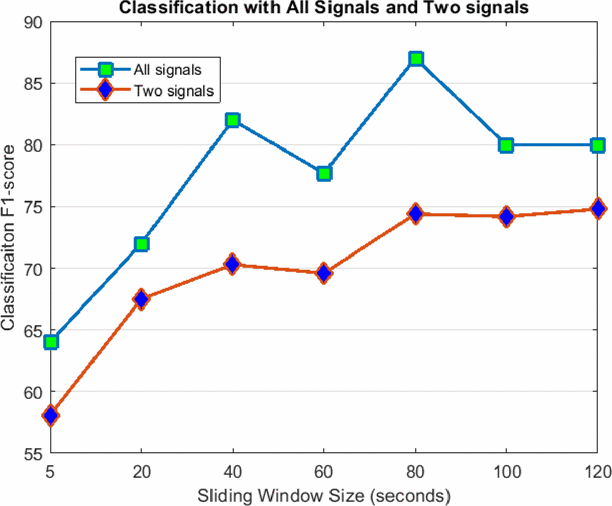 Classification with All Signals and Two signals
90
85
80
75
70
65
60
55
Classificaiton F1-score
All signals
Two signals
5 20 40 60 80 100 120
Sliding Window Size (seconds)